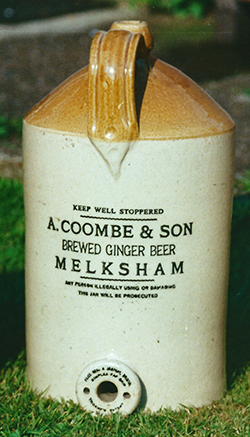 KEEP WELL STOPPERED
A. COOMBE & SON
BREWED GINGER BEER
MELKSHAM
ANY PERSON ILLEGALLY USING OR DAMAGING
THIS JAR WILL BE PROSECUTED